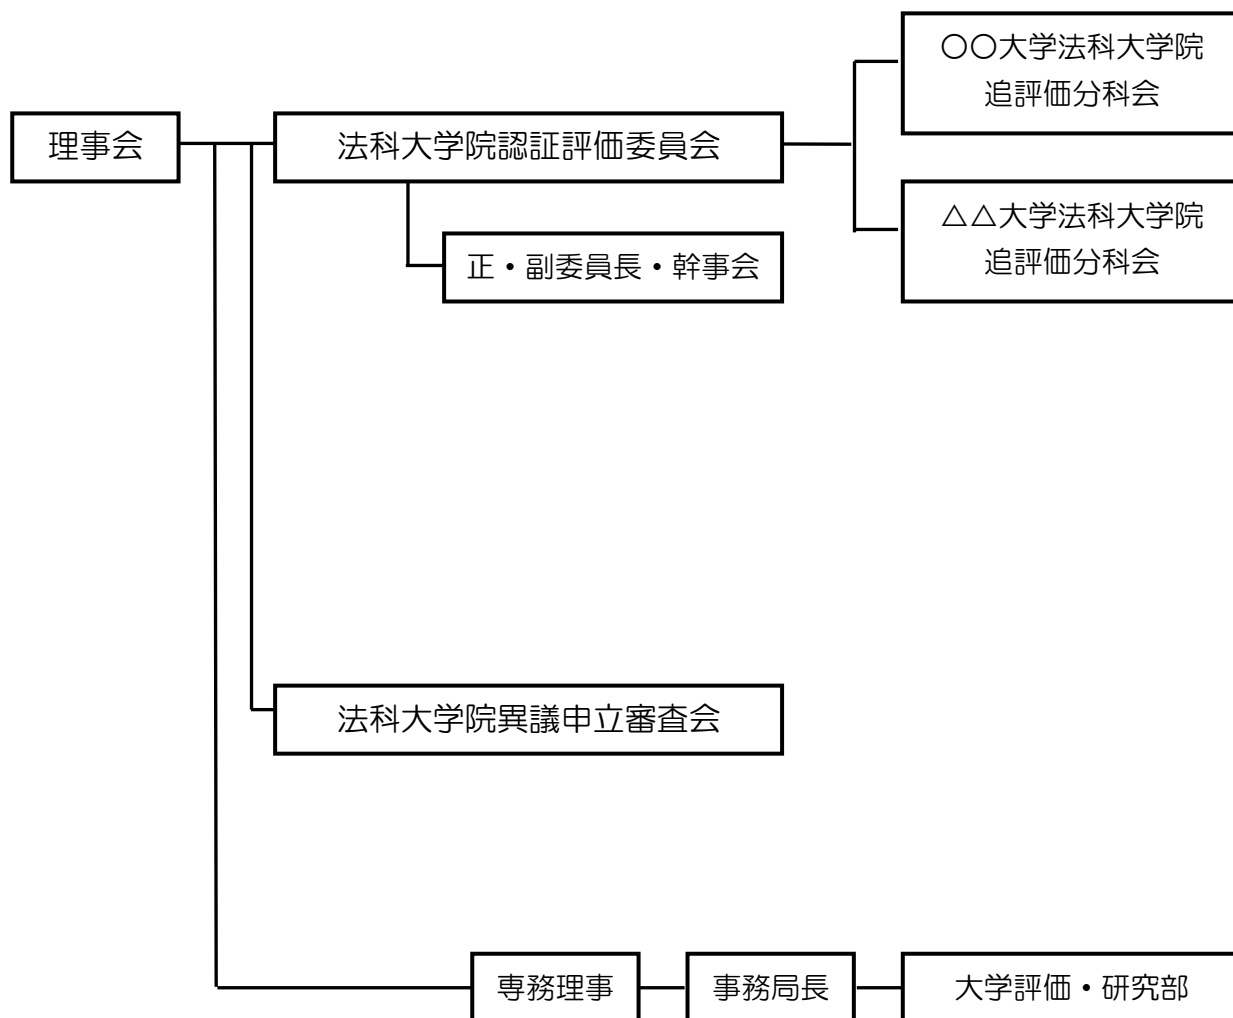 〇〇大学法科大学院
追評価分科会
理事会
法科大学院認証評価委員会
△△大学法科大学院
追評価分科会
正・副委員長・幹事会
法科大学院異議申立審査会
専務理事
事務局長
大学評価・研究部